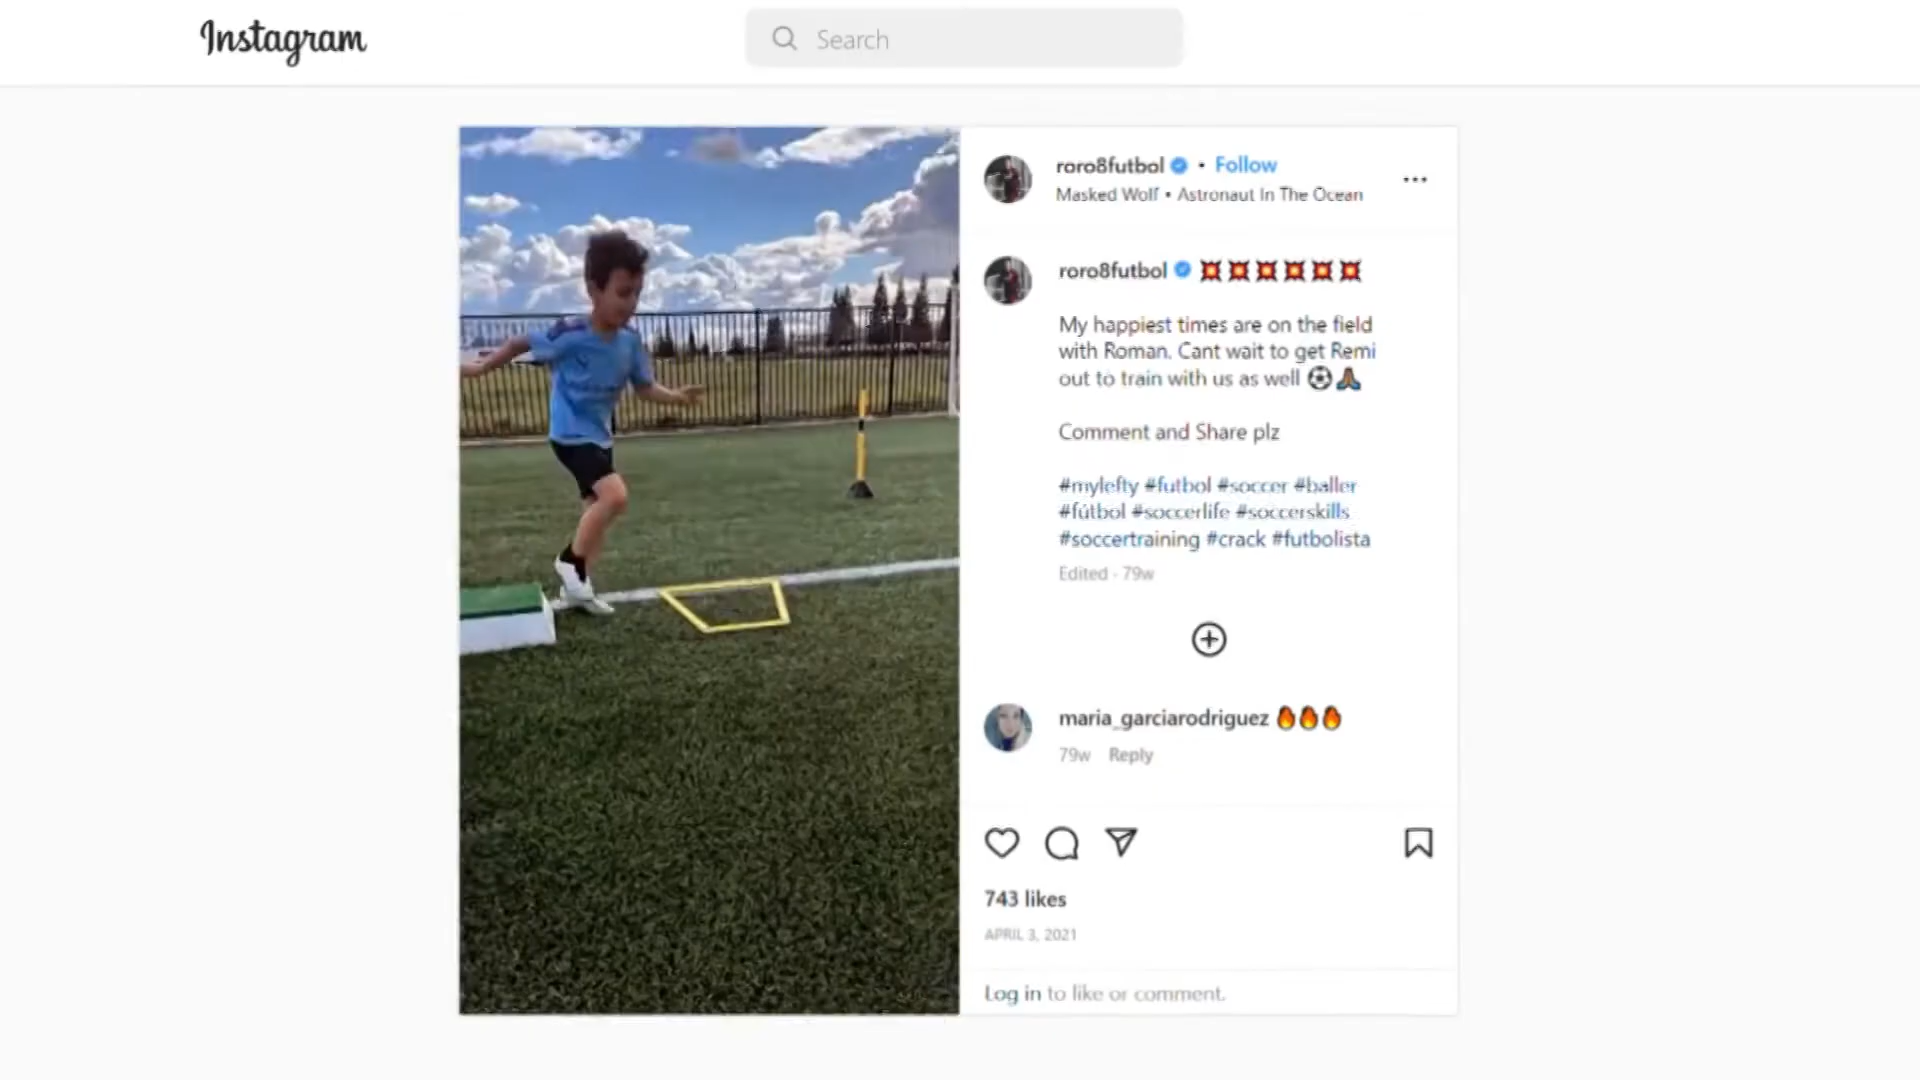 Instagram
Search
roro8futbol • Follow
Masked Wolf • Astronaut In The Ocean
roro8futbol 💥💥💥💥💥💥
My happiest times are on the field
with Roman. Cant wait to get Remi
out to train with us as well ⚽🙏🏽
Comment and Share plz
#mylefty #futbol #soccer #baller
#fútbol #soccerlife #soccerskills
#soccertraining #crack #futbolista
Edited · 79w
maria_garciarodriguez 🔥🔥🔥
79w Reply
743 likes
APRIL 3, 2021
Log in to like or comment.